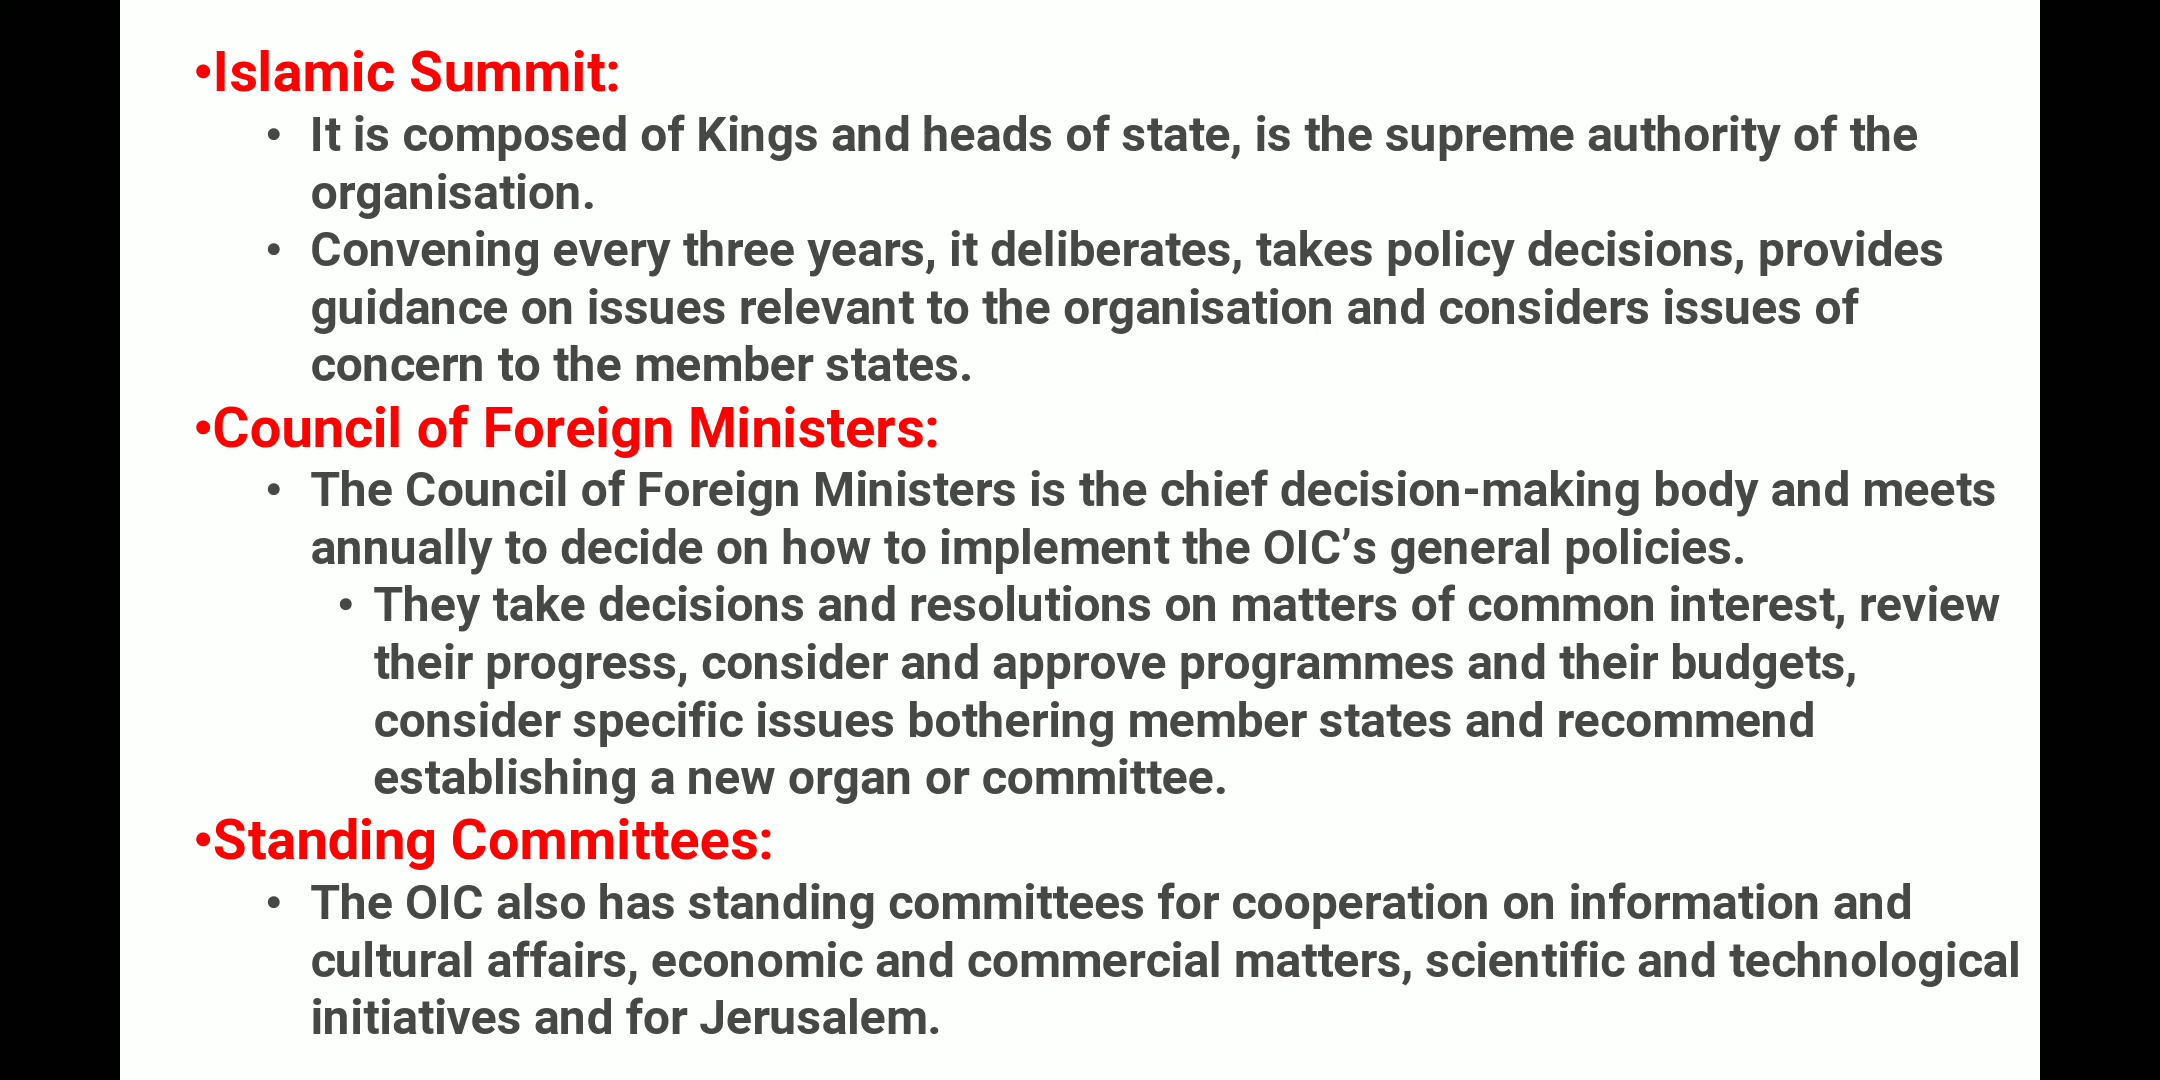 •Islamic Summit:
• It is composed of Kings and heads of state, is the supreme authority of the
organisation.
• Convening every three years, it deliberates, takes policy decisions, provides
guidance on issues relevant to the organisation and considers issues of
concern to the member states.
•Council of Foreign Ministers:
• The Council of Foreign Ministers is the chief decision-making body and meets
annually to decide on how to implement the OIC’s general policies.
• They take decisions and resolutions on matters of common interest, review
their progress, consider and approve programmes and their budgets,
consider specific issues bothering member states and recommend
establishing a new organ or committee.
•Standing Committees:
• The OIC also has standing committees for cooperation on information and
cultural affairs, economic and commercial matters, scientific and technological
initiatives and for Jerusalem.